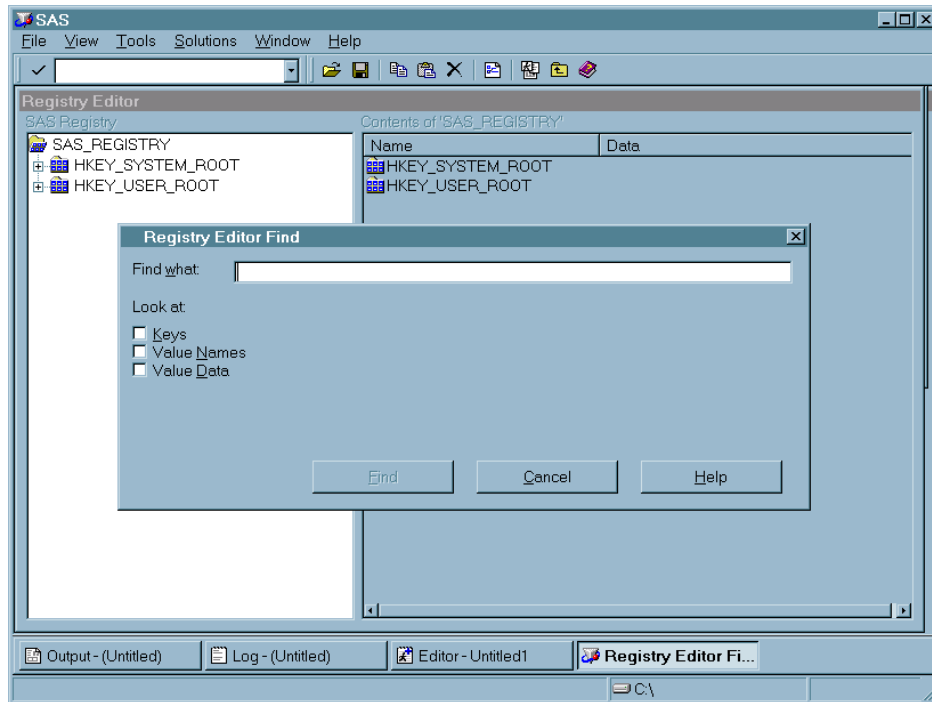 SAS
File View Tools Solutions Window Help
Registry Editor
SAS Registry
Contents of 'SAS_REGISTRY'
SAS_REGISTRY
HKEY_SYSTEM_ROOT
HKEY_USER_ROOT
Name Data
HKEY_SYSTEM_ROOT
HKEY_USER_ROOT
Registry Editor Find
Find what:
Look at:
Keys
Value Names
Value Data
Find Cancel Help
Output - (Untitled) Log - (Untitled) Editor - Untitled1 Registry Editor Fi...
C:\